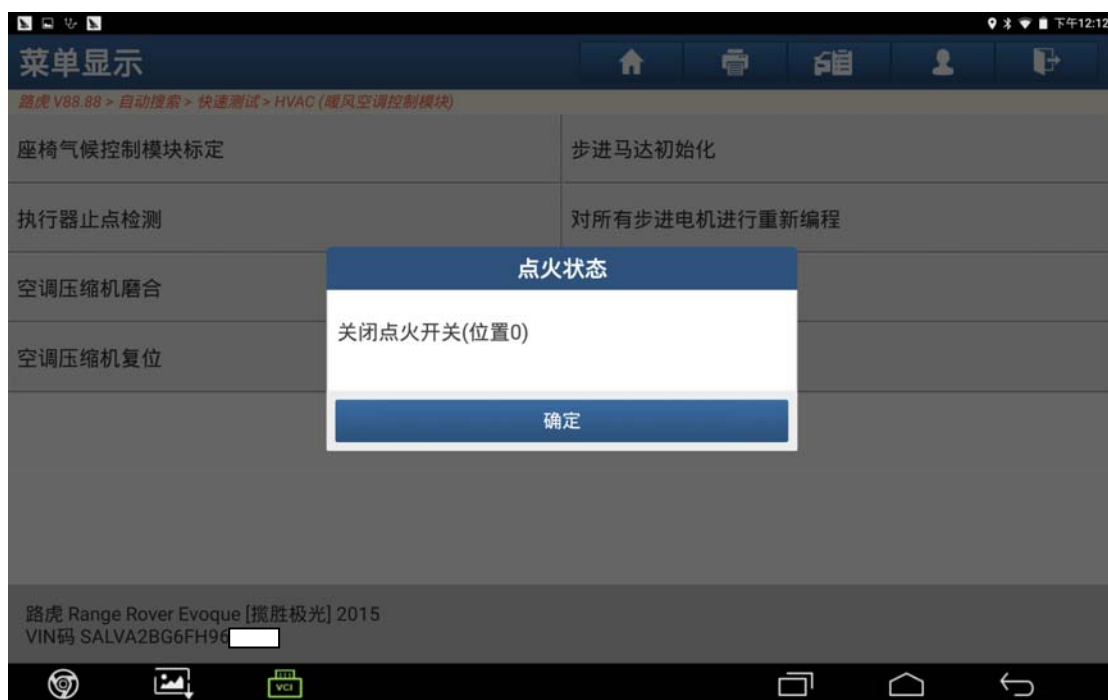 下午12:12
菜单显示
路虎 V88.88 > 自动搜索 > 快速测试 > HVAC (暖风空调控制模块)
座椅气候控制模块标定
步进马达初始化
执行器止点检测
对所有步进电机进行重新编程
点火状态
空调压缩机磨合
关闭点火开关(位置0)
空调压缩机复位
确定
路虎 Range Rover Evoque [揽胜极光] 2015
VIN码 SALVA2BG6FH96
VCI